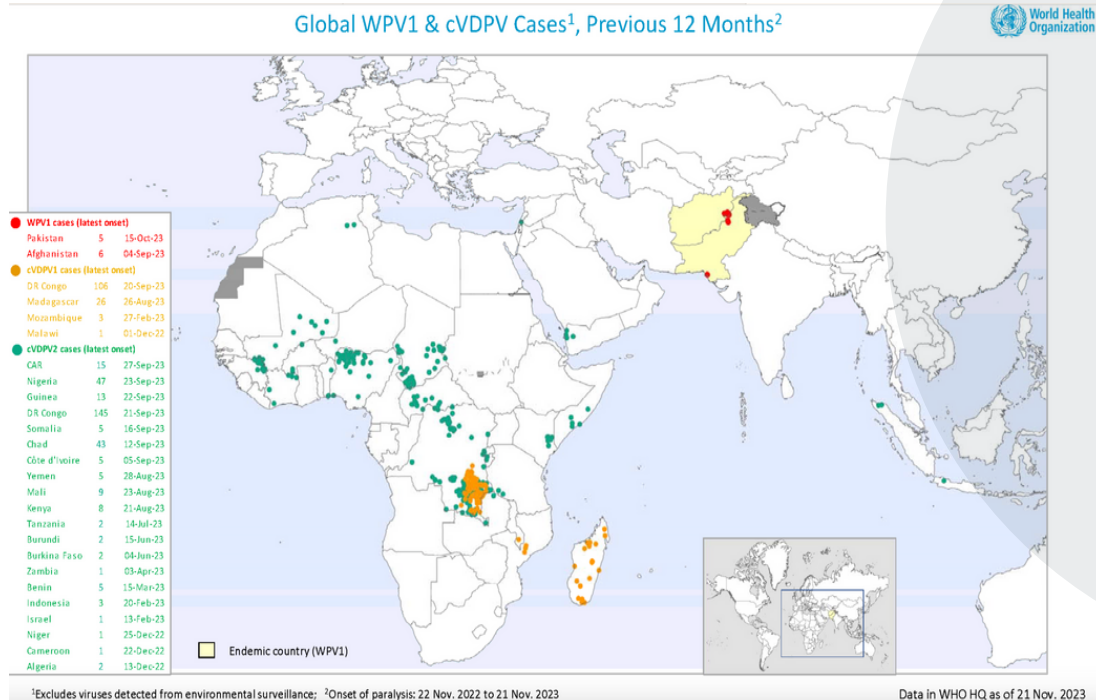 Global WPV1 & cVDPV Cases¹, Previous 12 Months²
World Health
Organization
WPV1 cases (latest onset)
Pakistan 5 15-Oct-23
Afghanistan 6 04-Sep-23
cVDPV1 cases (latest onset)
DR Congo 106 20-Sep-23
Madagascar 26 26-Aug-23
Mozambique 3 27-Feb-23
Malawi 1 01-Dec-22
cVDPV2 cases (latest onset)
CAR 15 27-Sep-23
Nigeria 47 23-Sep-23
Guinea 13 22-Sep-23
DR Congo 145 21-Sep-23
Somalia 5 16-Sep-23
Chad 43 12-Sep-23
Côte d'Ivoire 5 05-Sep-23
Yemen 5 28-Aug-23
Mali 9 23-Aug-23
Kenya 8 21-Aug-23
Tanzania 2 14-Jul-23
Burundi 2 15-Jun-23
Burkina Faso 2 04-Jun-23
Zambia 1 03-Apr-23
Benin 5 15-Mar-23
Indonesia 3 20-Feb-23
Israel 1 13-Feb-23
Niger 1 25-Dec-22
Cameroon 1 22-Dec-22
Algeria 2 13-Dec-22
Endemic country (WPV1)
¹Excludes viruses detected from environmental surveillance; ²Onset of paralysis: 22 Nov. 2022 to 21 Nov. 2023
Data in WHO HQ as of 21 Nov. 2023